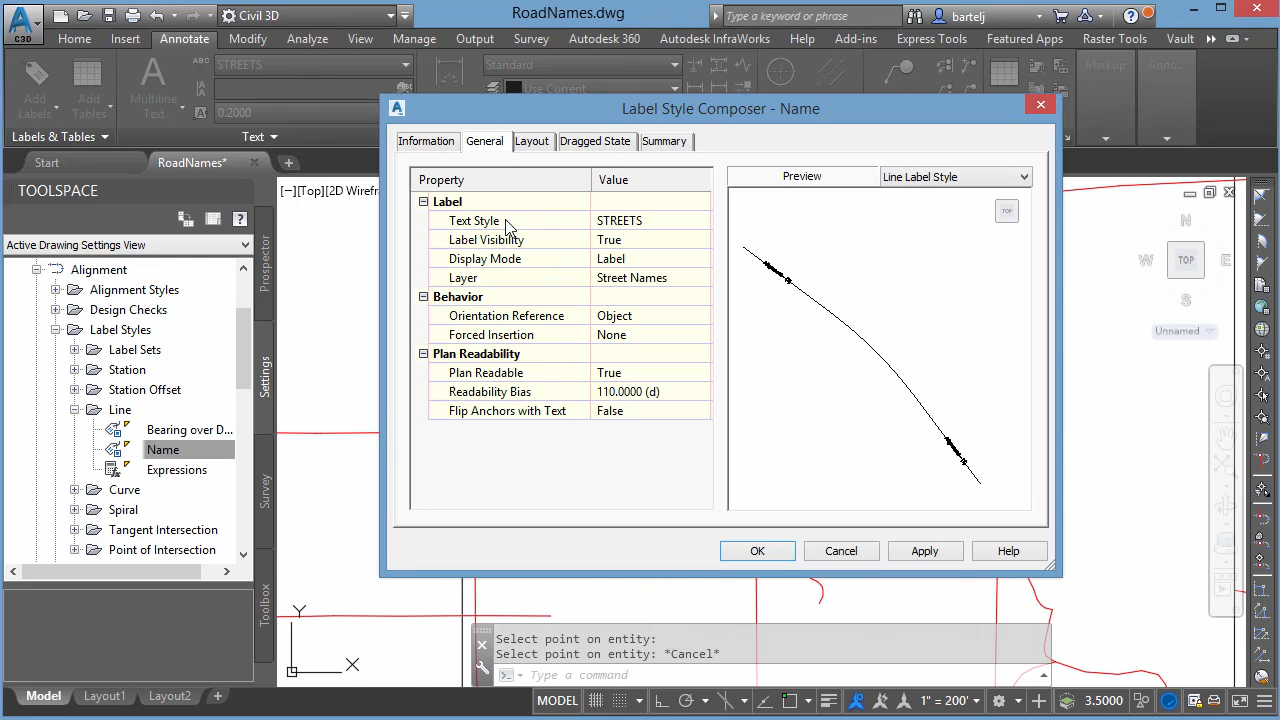 Civil 3D
RoadNames.dwg
Type a keyword or phrase
bartelj
C3D
Home Insert Annotate Modify Analyze View Manage Output Survey Autodesk 360 Autodesk InfraWorks Help Add-ins Express Tools Featured Apps Raster Tools Vault
Add
Labels
Add
Tables
Multiline
Text
ABC
STREETS
0.2000
Standard
Use Current
Markup
Anno...
Labels & Tables
Text
Start
RoadNames*
TOOLSPACE
Active Drawing Settings View
Alignment
Alignment Styles
Design Checks
Label Styles
Label Sets
Station
Station Offset
Line
Bearing over D...
Name
Expressions
Curve
Spiral
Tangent Intersection
Point of Intersection
Prospector
Settings
Survey
Toolbox
[−][Top][2D Wirefr
Label Style Composer - Name
Information General Layout Dragged State Summary
Property Value
Label
Text Style STREETS
Label Visibility True
Display Mode Label
Layer Street Names
Behavior
Orientation Reference Object
Forced Insertion None
Plan Readability
Plan Readable True
Readability Bias 110.0000 (d)
Flip Anchors with Text False
Preview
Line Label Style
TOP
OK Cancel Apply Help
N
W TOP E
S
Unnamed
Y
X
Select point on entity:
Select point on entity: *Cancel*
Type a command
Model Layout1 Layout2 +
MODEL
1" = 200'
3.5000